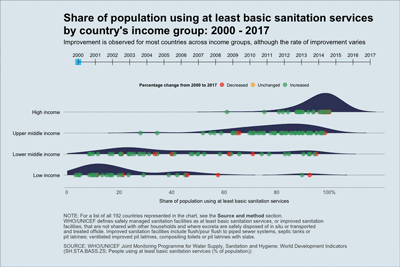 Share of population using at least basic sanitation services
by country's income group: 2000 - 2017
Improvement is observed for most countries across income groups, although the rate of improvement varies
2000 2001 2002 2003 2004 2005 2006 2007 2008 2009 2010 2011 2012 2013 2014 2015 2016 2017
Percentage change from 2000 to 2017 Decreased Unchanged Increased
High income
Upper middle income
Lower middle income
Low income
0 20 40 60 80 100%
Share of population using at least basic sanitation services
NOTE: For a list of all 192 countries represented in the chart, see the Source and method section.
WHO/UNICEF defines safely managed sanitation facilities as at least basic sanitation, or improved sanitation
facilities, that are not shared with other households and where excreta are safely disposed of in situ or transported
and treated offsite. Improved sanitation facilities include flush/pour flush to piped sewer systems, septic tanks or
pit latrines; ventilated improved pit latrines, composting toilets or pit latrines with slabs.
SOURCE: WHO/UNICEF Joint Monitoring Programme for Water Supply, Sanitation and Hygiene; World Development Indicators
(SH.STA.BASS.ZS; People using at least basic sanitation services (% of population))